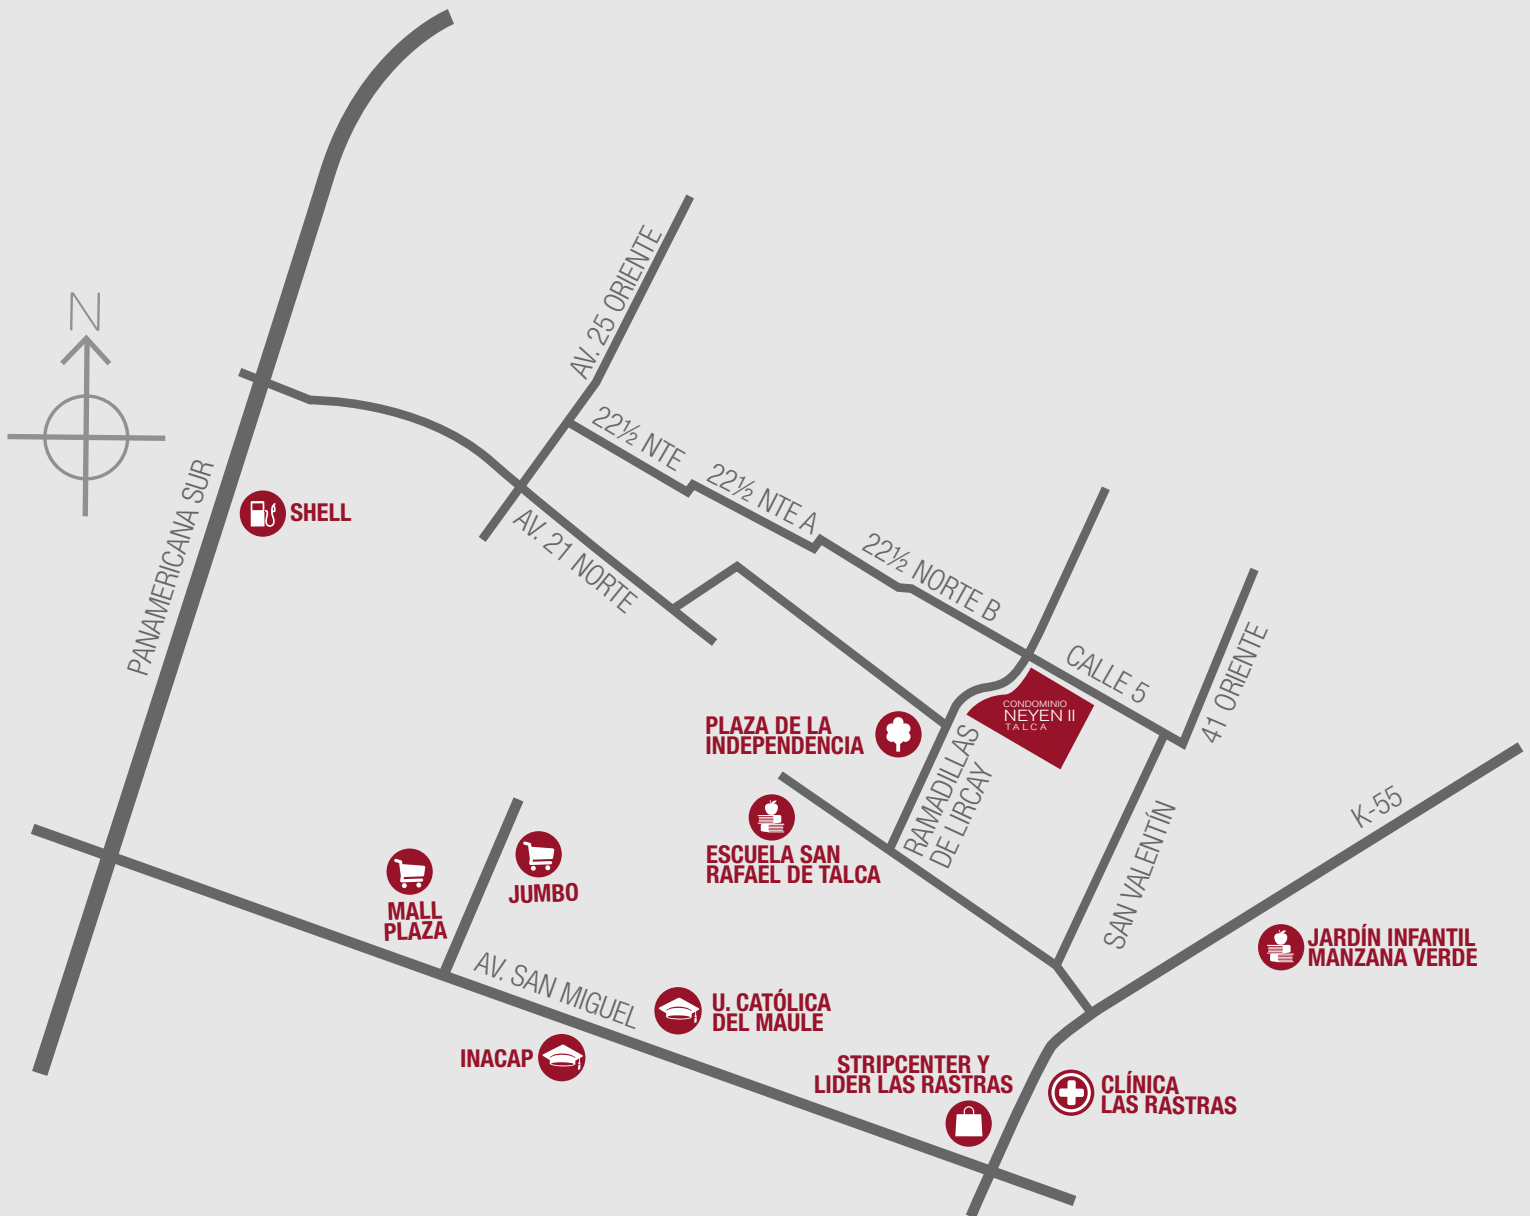 N
AV. 25 ORIENTE
22½ NTE
22½ NTE A
PANAMERICANA SUR
SHELL
AV. 21 NORTE
22½ NORTE B
CALLE 5
41 ORIENTE
CONDOMINIO
NEYEN II
TALCA
PLAZA DE LA
INDEPENDENCIA
RAMADILLAS
DE LIRCAY
K-55
ESCUELA SAN
RAFAEL DE TALCA
SAN VALENTÍN
MALL
PLAZA
JUMBO
JARDÍN INFANTIL
MANZANA VERDE
AV. SAN MIGUEL
U. CATÓLICA
DEL MAULE
INACAP
STRIPCENTER Y
LIDER LAS RASTRAS
CLÍNICA
LAS RASTRAS